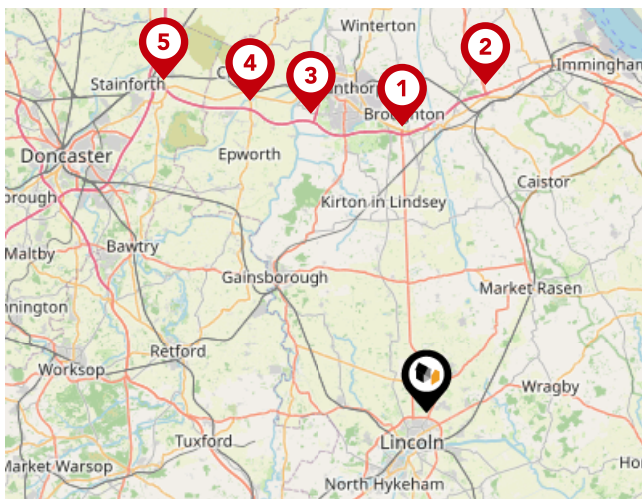 Winterton
5
2
4
3
Stainforth
Immingham
1
Doncaster
Epworth
Caistor
Kirton in Lindsey
Maltby
Bawtry
Gainsborough
Market Rasen
Retford
Worksop
Wragby
Tuxford
Lincoln
Market Warsop
North Hykeham